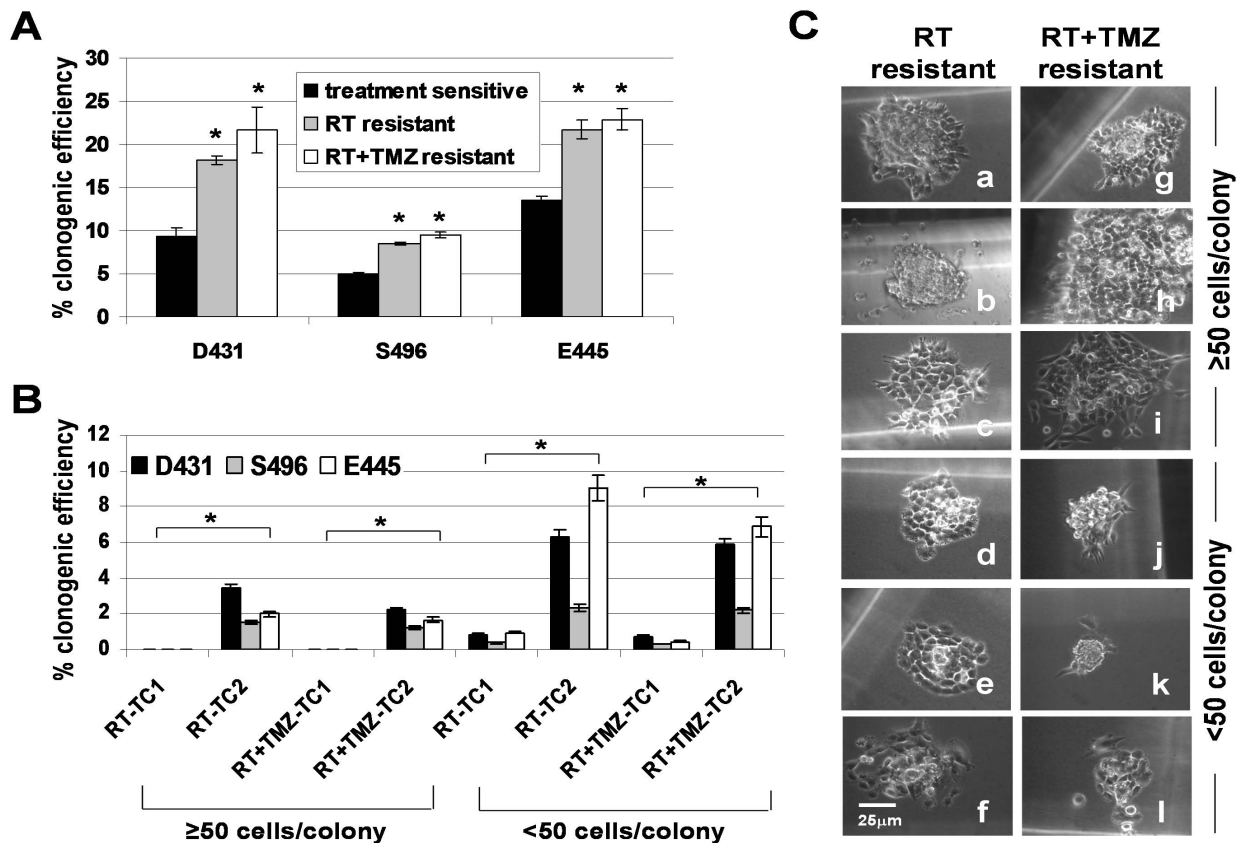 A
% clonogenic efficiency
30
25
20
15
10
5
0
treatment sensitive
RT resistant
RT+TMZ resistant
* * * * * *
D431 S496 E445
B
% clonogenic efficiency
12
10
8
6
4
2
0
D431 S496 E445
* * * *
RT-TC1
RT-TC2
RT+TMZ-TC1
RT+TMZ-TC2
RT-TC1
RT-TC2
RT+TMZ-TC1
RT+TMZ-TC2
≥50 cells/colony
<50 cells/colony
C
RT
resistant
RT+TMZ
resistant
a
g
b
h
c
i
d
j
e
k
f
25µm
l
≥50 cells/colony
<50 cells/colony